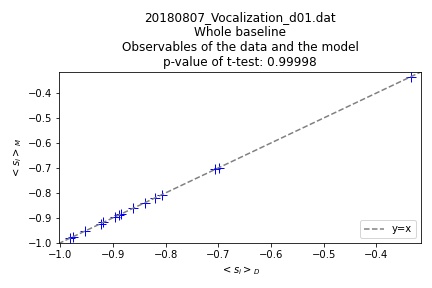 20180807_Vocalization_d01.dat
Whole baseline
Observables of the data and the model
p-value of t-test: 0.99998
−0.4
−0.5
−0.6
−0.7
−0.8
−0.9
−1.0
< s_i >_M
y=x
−1.0 −0.9 −0.8 −0.7 −0.6 −0.5 −0.4
< s_i >_D